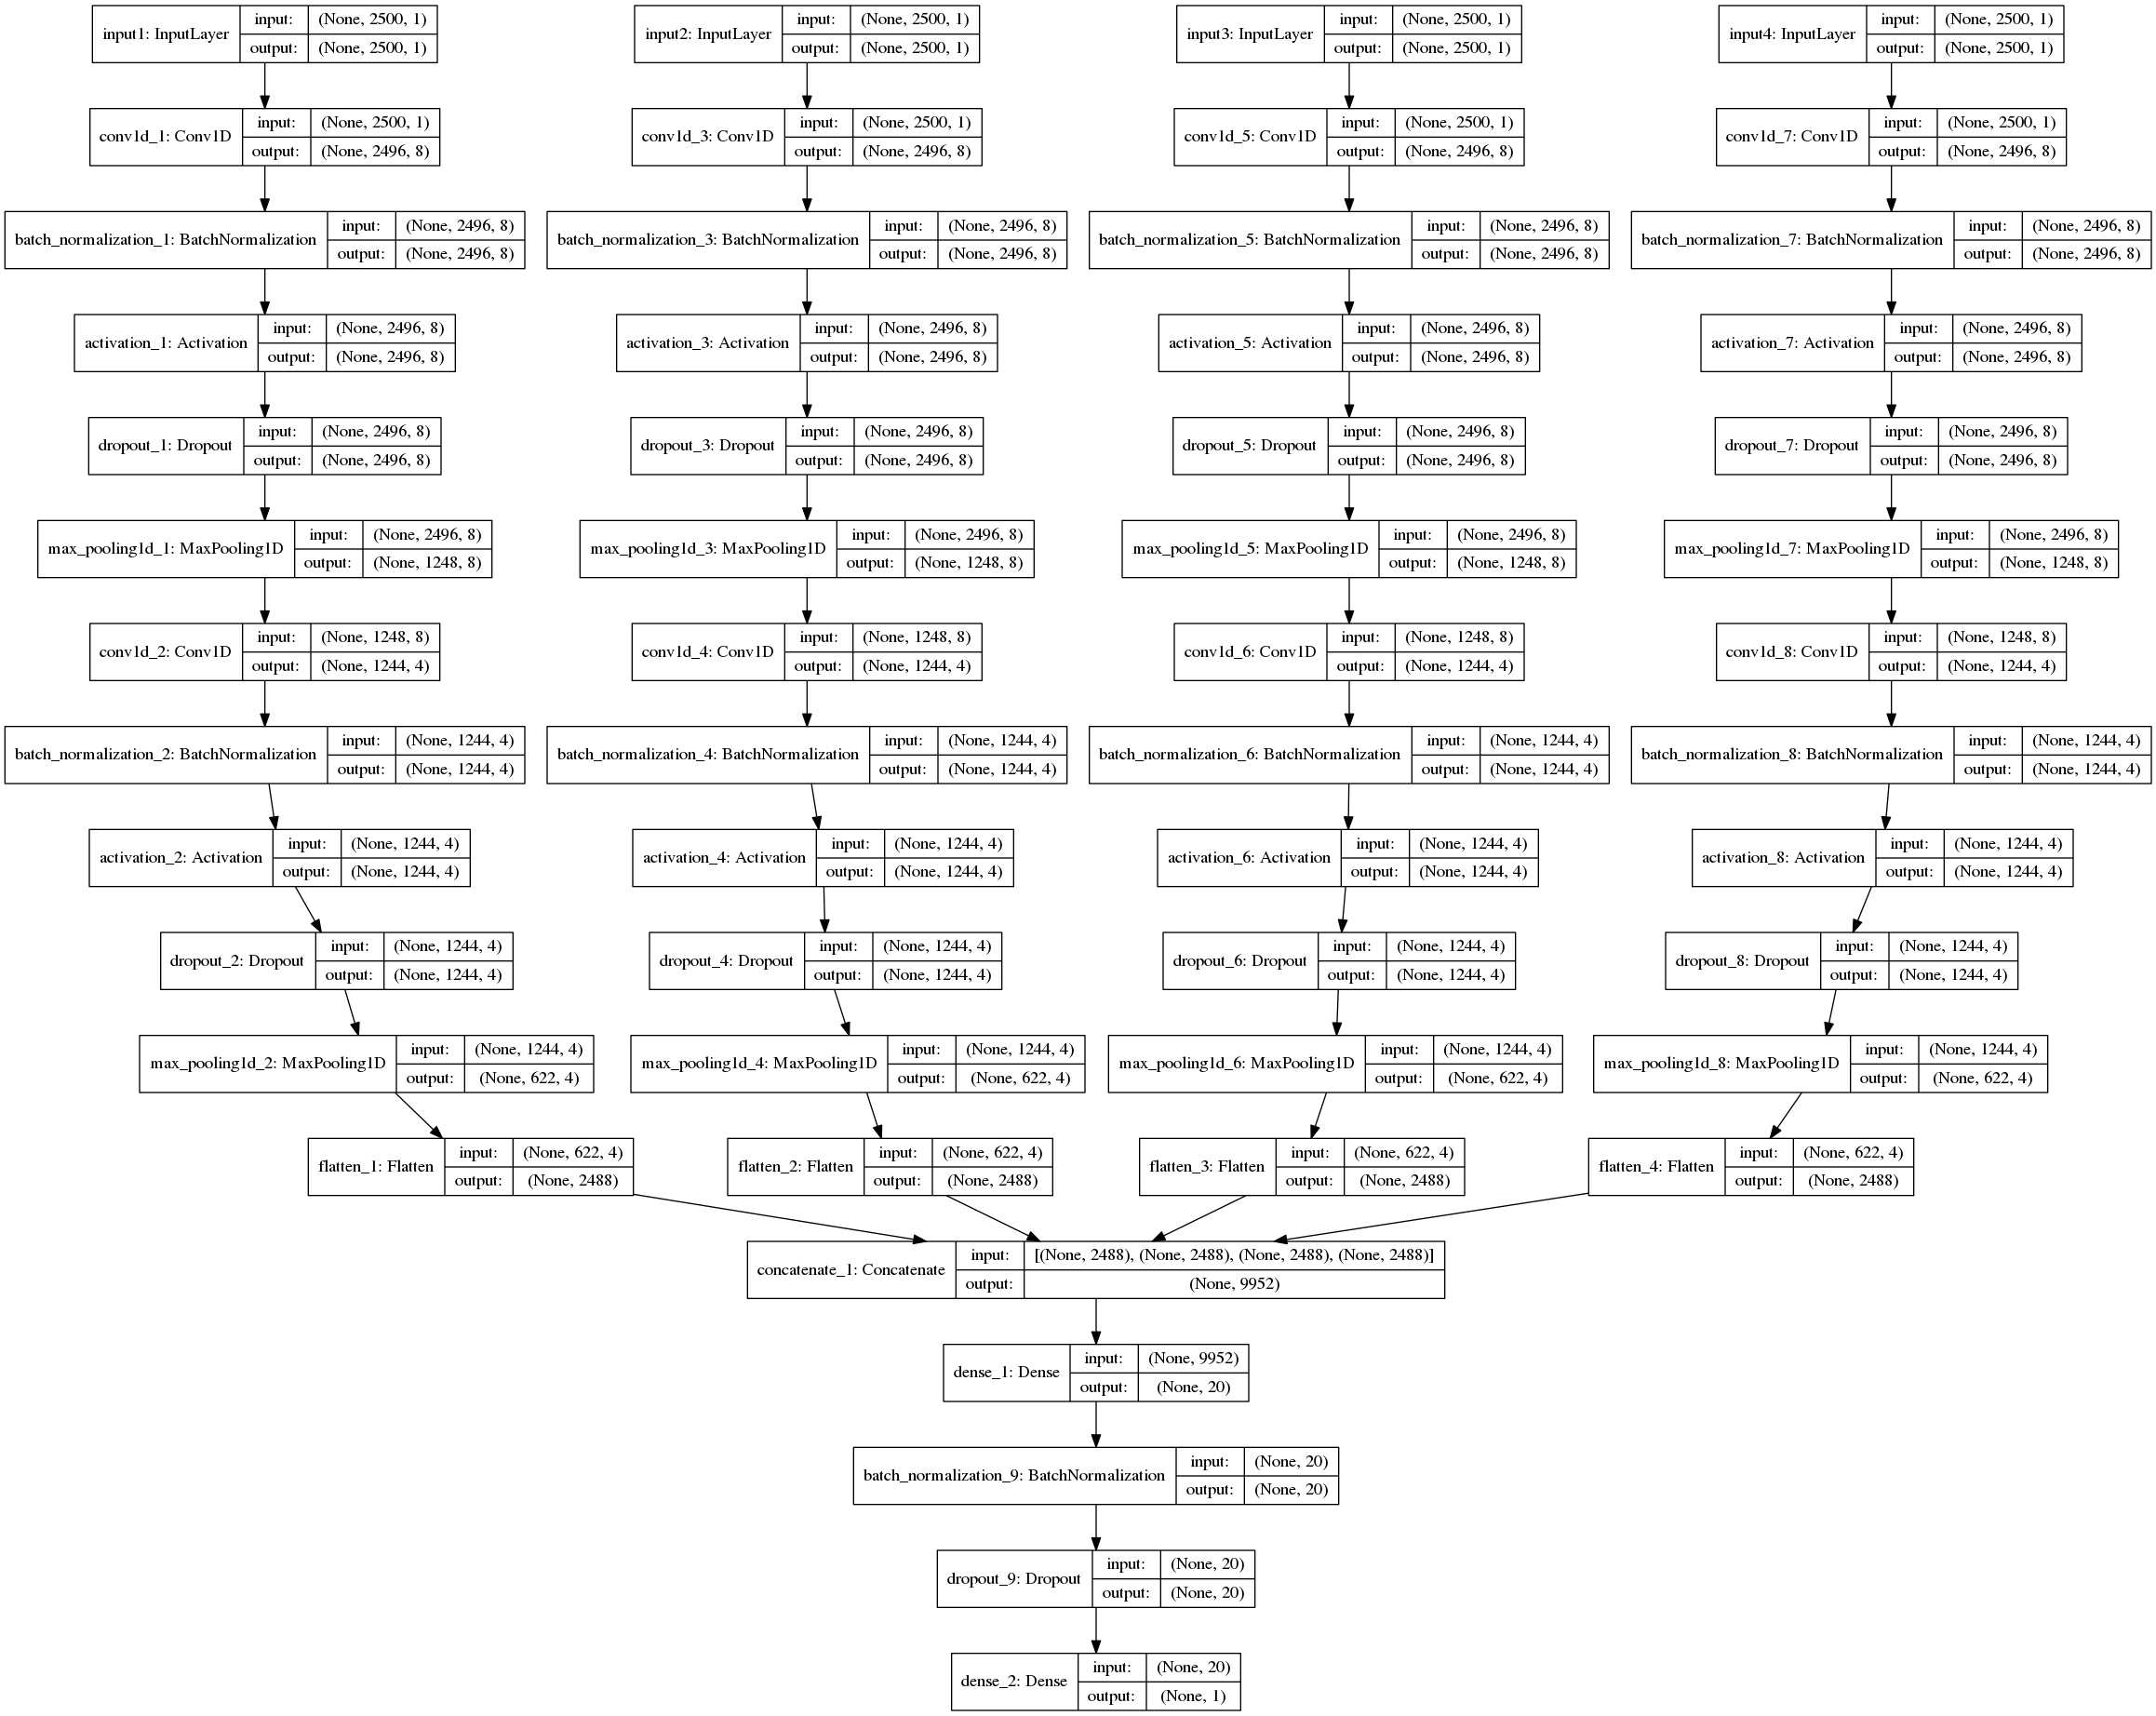 input1: InputLayer input: (None, 2500, 1)
output: (None, 2500, 1)
input2: InputLayer input: (None, 2500, 1)
output: (None, 2500, 1)
input3: InputLayer input: (None, 2500, 1)
output: (None, 2500, 1)
input4: InputLayer input: (None, 2500, 1)
output: (None, 2500, 1)
conv1d_1: Conv1D input: (None, 2500, 1)
output: (None, 2496, 8)
conv1d_3: Conv1D input: (None, 2500, 1)
output: (None, 2496, 8)
conv1d_5: Conv1D input: (None, 2500, 1)
output: (None, 2496, 8)
conv1d_7: Conv1D input: (None, 2500, 1)
output: (None, 2496, 8)
batch_normalization_1: BatchNormalization input: (None, 2496, 8)
output: (None, 2496, 8)
batch_normalization_3: BatchNormalization input: (None, 2496, 8)
output: (None, 2496, 8)
batch_normalization_5: BatchNormalization input: (None, 2496, 8)
output: (None, 2496, 8)
batch_normalization_7: BatchNormalization input: (None, 2496, 8)
output: (None, 2496, 8)
activation_1: Activation input: (None, 2496, 8)
output: (None, 2496, 8)
activation_3: Activation input: (None, 2496, 8)
output: (None, 2496, 8)
activation_5: Activation input: (None, 2496, 8)
output: (None, 2496, 8)
activation_7: Activation input: (None, 2496, 8)
output: (None, 2496, 8)
dropout_1: Dropout input: (None, 2496, 8)
output: (None, 2496, 8)
dropout_3: Dropout input: (None, 2496, 8)
output: (None, 2496, 8)
dropout_5: Dropout input: (None, 2496, 8)
output: (None, 2496, 8)
dropout_7: Dropout input: (None, 2496, 8)
output: (None, 2496, 8)
max_pooling1d_1: MaxPooling1D input: (None, 2496, 8)
output: (None, 1248, 8)
max_pooling1d_3: MaxPooling1D input: (None, 2496, 8)
output: (None, 1248, 8)
max_pooling1d_5: MaxPooling1D input: (None, 2496, 8)
output: (None, 1248, 8)
max_pooling1d_7: MaxPooling1D input: (None, 2496, 8)
output: (None, 1248, 8)
conv1d_2: Conv1D input: (None, 1248, 8)
output: (None, 1244, 4)
conv1d_4: Conv1D input: (None, 1248, 8)
output: (None, 1244, 4)
conv1d_6: Conv1D input: (None, 1248, 8)
output: (None, 1244, 4)
conv1d_8: Conv1D input: (None, 1248, 8)
output: (None, 1244, 4)
batch_normalization_2: BatchNormalization input: (None, 1244, 4)
output: (None, 1244, 4)
batch_normalization_4: BatchNormalization input: (None, 1244, 4)
output: (None, 1244, 4)
batch_normalization_6: BatchNormalization input: (None, 1244, 4)
output: (None, 1244, 4)
batch_normalization_8: BatchNormalization input: (None, 1244, 4)
output: (None, 1244, 4)
activation_2: Activation input: (None, 1244, 4)
output: (None, 1244, 4)
activation_4: Activation input: (None, 1244, 4)
output: (None, 1244, 4)
activation_6: Activation input: (None, 1244, 4)
output: (None, 1244, 4)
activation_8: Activation input: (None, 1244, 4)
output: (None, 1244, 4)
dropout_2: Dropout input: (None, 1244, 4)
output: (None, 1244, 4)
dropout_4: Dropout input: (None, 1244, 4)
output: (None, 1244, 4)
dropout_6: Dropout input: (None, 1244, 4)
output: (None, 1244, 4)
dropout_8: Dropout input: (None, 1244, 4)
output: (None, 1244, 4)
max_pooling1d_2: MaxPooling1D input: (None, 1244, 4)
output: (None, 622, 4)
max_pooling1d_4: MaxPooling1D input: (None, 1244, 4)
output: (None, 622, 4)
max_pooling1d_6: MaxPooling1D input: (None, 1244, 4)
output: (None, 622, 4)
max_pooling1d_8: MaxPooling1D input: (None, 1244, 4)
output: (None, 622, 4)
flatten_1: Flatten input: (None, 622, 4)
output: (None, 2488)
flatten_2: Flatten input: (None, 622, 4)
output: (None, 2488)
flatten_3: Flatten input: (None, 622, 4)
output: (None, 2488)
flatten_4: Flatten input: (None, 622, 4)
output: (None, 2488)
concatenate_1: Concatenate input: [(None, 2488), (None, 2488), (None, 2488), (None, 2488)]
output: (None, 9952)
dense_1: Dense input: (None, 9952)
output: (None, 20)
batch_normalization_9: BatchNormalization input: (None, 20)
output: (None, 20)
dropout_9: Dropout input: (None, 20)
output: (None, 20)
dense_2: Dense input: (None, 20)
output: (None, 1)